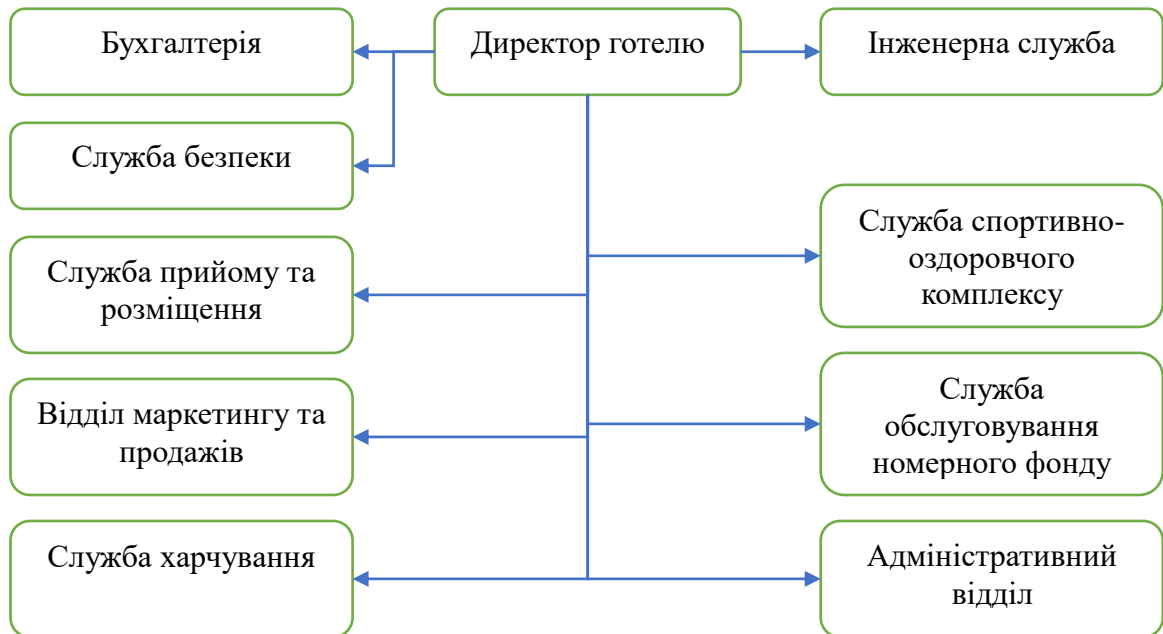 Бухгалтерія
Директор готелю
Інженерна служба
Служба безпеки
Служба спортивно-
оздоровчого
комплексу
Служба прийому та
розміщення
Відділ маркетингу та
продажів
Служба
обслуговування
номерного фонду
Служба харчування
Адміністративний
відділ